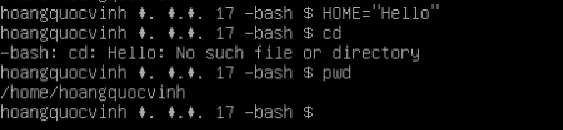 hoangquocvinh ♦. ♦.♦. 17 -bash $ HOME="Hello"
hoangquocvinh ♦. ♦.♦. 17 -bash $ cd
-bash: cd: Hello: No such file or directory
hoangquocvinh ♦. ♦.♦. 17 -bash $ pwd
/home/hoangquocvinh
hoangquocvinh ♦. ♦.♦. 17 -bash $